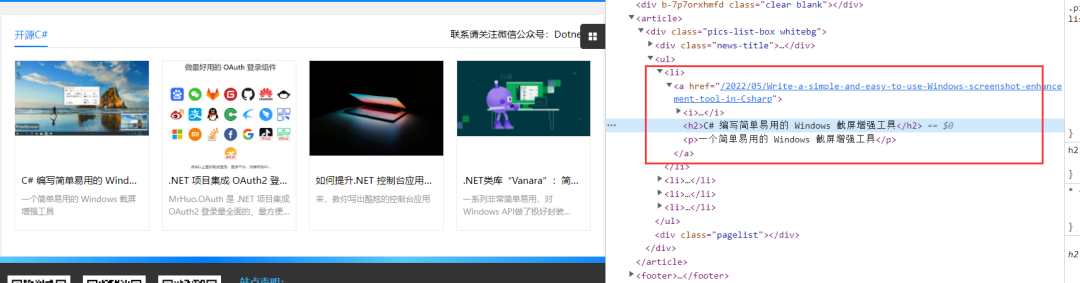 开源C#
联系请关注微信公众号：Dotne
做最好用的 OAuth 登录组件
C# 编写简单易用的 Wind...
一个简单易用的 Windows 截屏
增强工具
.NET 项目集成 OAuth2 登...
MrHuo.OAuth 是 .NET 项目集成
OAuth2 登录最全面的、最方便...
如何提升.NET 控制台应用...
来，教你写出酷炫的控制台应用
.NET类库“Vanara”：简...
一系列非常简单易用、对
Windows API做了极好封装...
站点声明：
<div b-7p7orxhmfd class="clear blank"></div>
<article>
<div class="pics-list-box whitebg">
<div class="news-title">…</div>
<ul>
<li>
<a href="/2022/05/Write-a-simple-and-easy-to-use-Windows-screenshot-enhance
ment-tool-in-Csharp">
<i>…</i>
<h2>C# 编写简单易用的 Windows 截屏增强工具</h2> == $0
<p>一个简单易用的 Windows 截屏增强工具</p>
</a>
</li>
<li>…</li>
<li>…</li>
<li>…</li>
</ul>
<div class="pagelist"></div>
</div>
</article>
<footer>…</footer>
.pi
lis
}
h2
}
*
}
h2